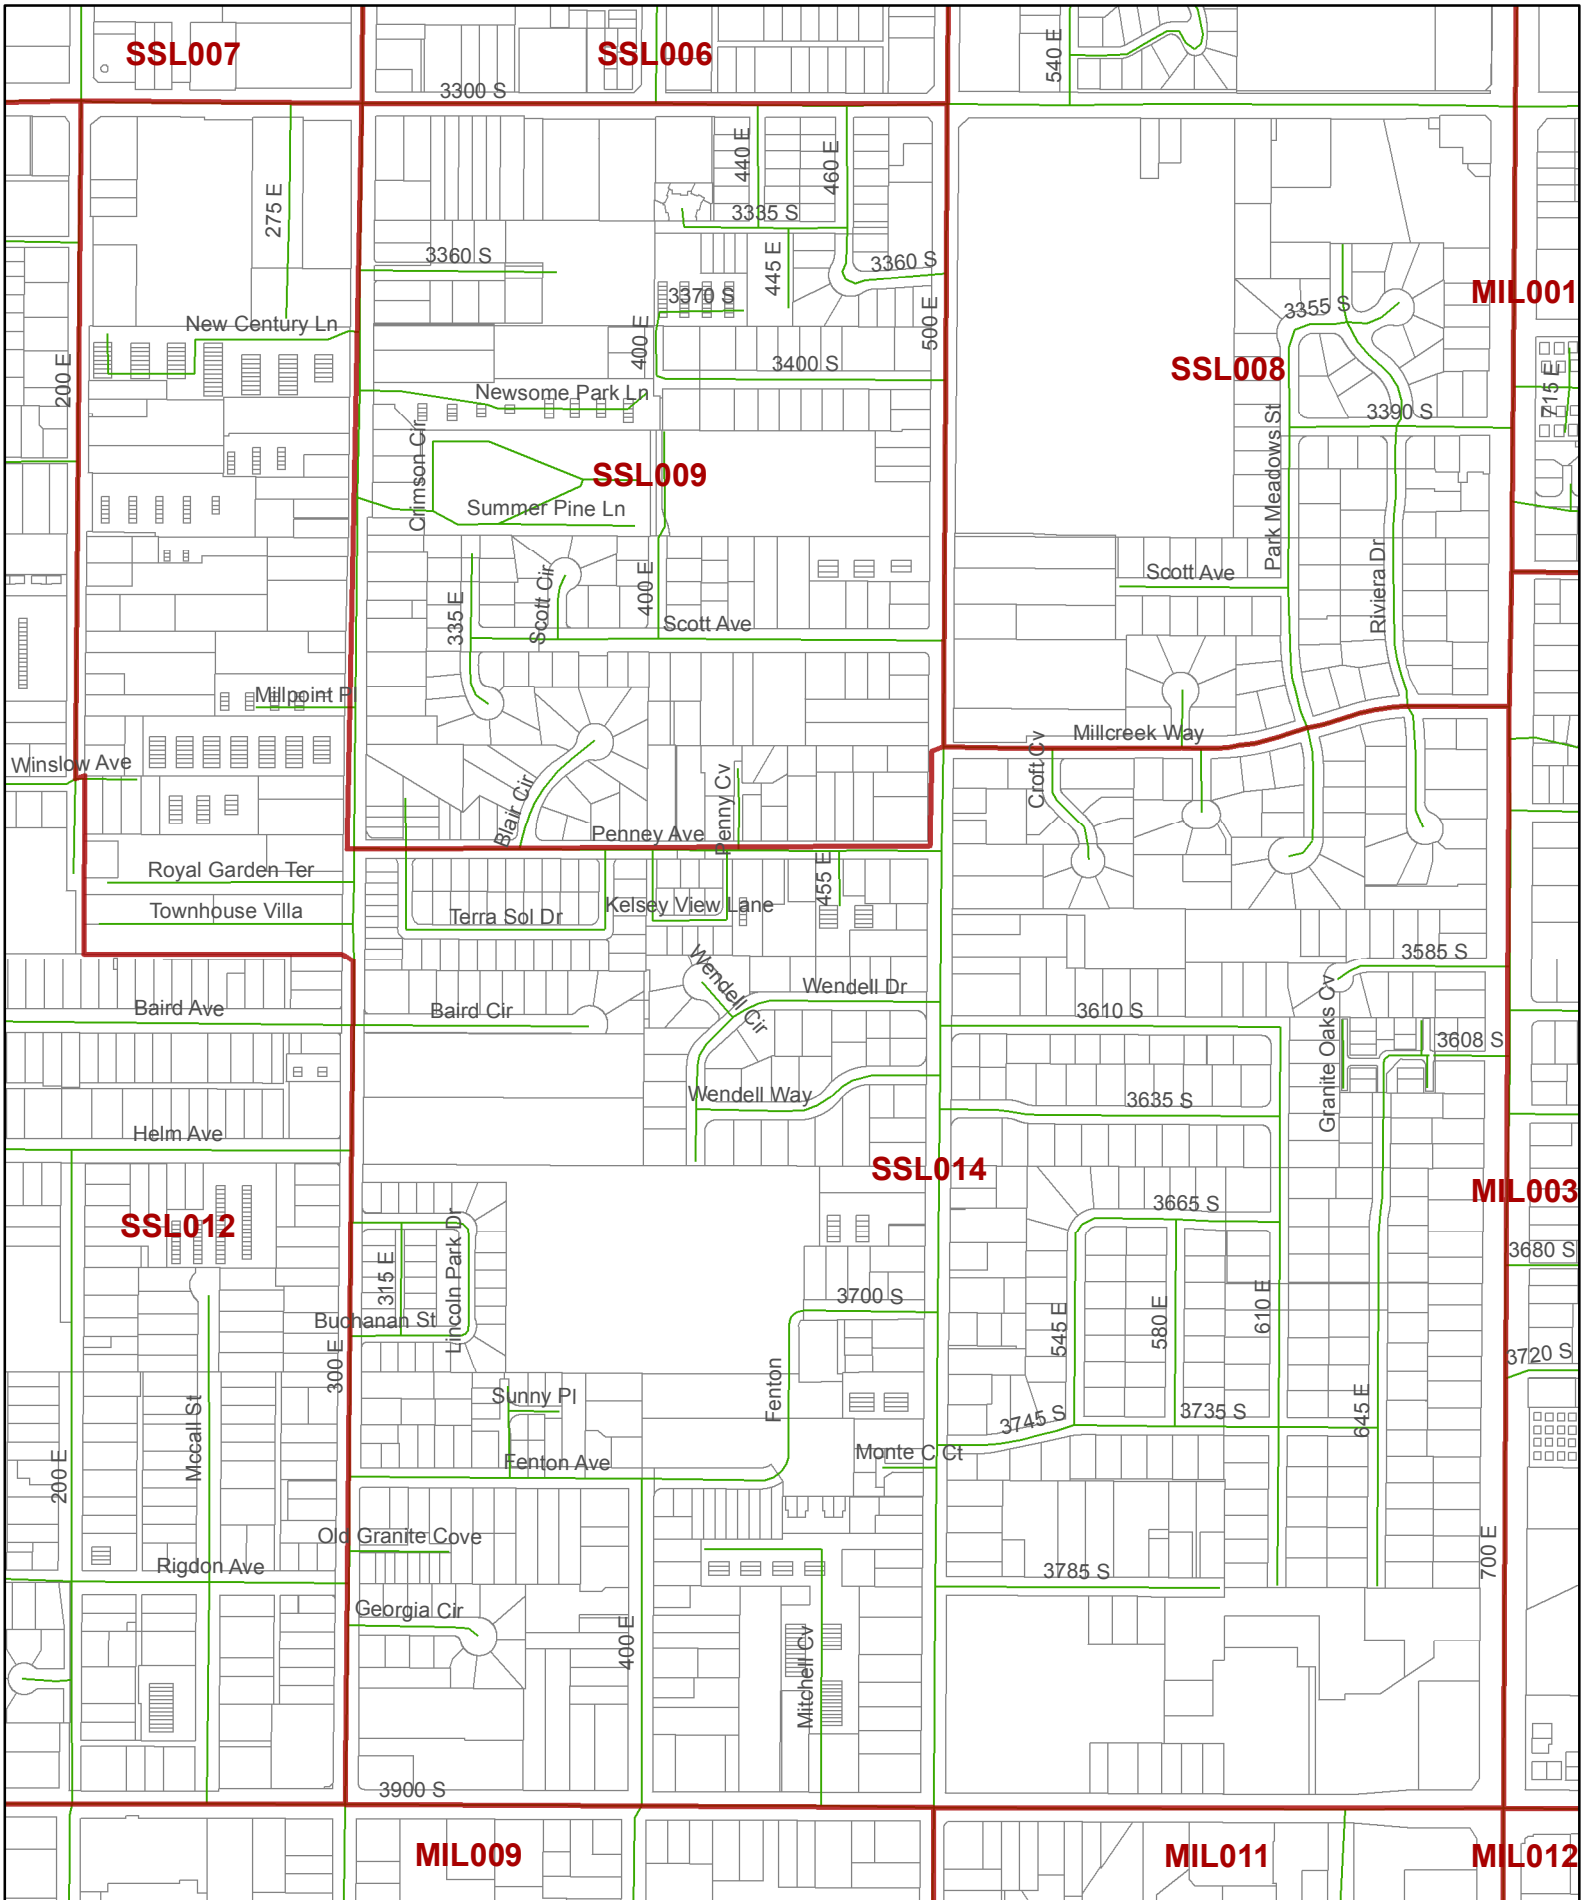 SSL007
SSL006
540 E
3300 S
440 E
460 E
275 E
3335 S
3360 S
445 E
3360 S
3370 S
MIL001
3355 S
New Century Ln
400 E
500 E
200 E
3400 S
SSL008
715 E
Newsome Park Ln
3390 S
Crimson Cir
SSL009
Park Meadows St
Summer Pine Ln
Riviera Dr
Scott Ave
335 E
Scott Cir
400 E
Scott Ave
Millpoint Pl
Millcreek Way
Winslow Ave
Croft Cv
Blair Cir
Penny Cv
Penney Ave
Royal Garden Ter
455 E
Townhouse Villa
Terra Sol Dr
Kelsey View Lane
3585 S
Wendell Cir
Wendell Dr
Baird Ave
Baird Cir
3610 S
Granite Oaks Cv
3608 S
Wendell Way
3635 S
Helm Ave
SSL014
SSL012
MIL003
3665 S
3680 S
315 E
Lincoln Park Dr
3700 S
Buchanan St
545 E
580 E
610 E
300 E
3720 S
Sunny Pl
Fenton
Mccall St
3745 S
3735 S
645 E
Fenton Ave
Monte C Ct
200 E
Old Granite Cove
Rigdon Ave
3785 S
700 E
Georgia Cir
400 E
Mitchell Cv
3900 S
MIL009
MIL011
MIL012